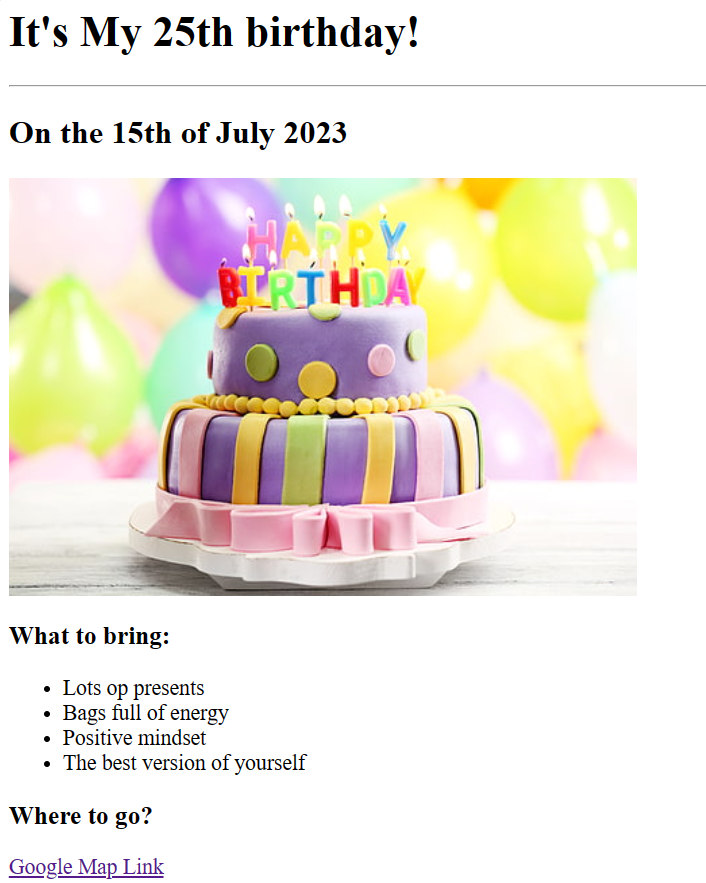 It's My 25th birthday!
On the 15th of July 2023
HAPPY
BIRTHDAY
What to bring:
Lots op presents
Bags full of energy
Positive mindset
The best version of yourself
Where to go?
Google Map Link